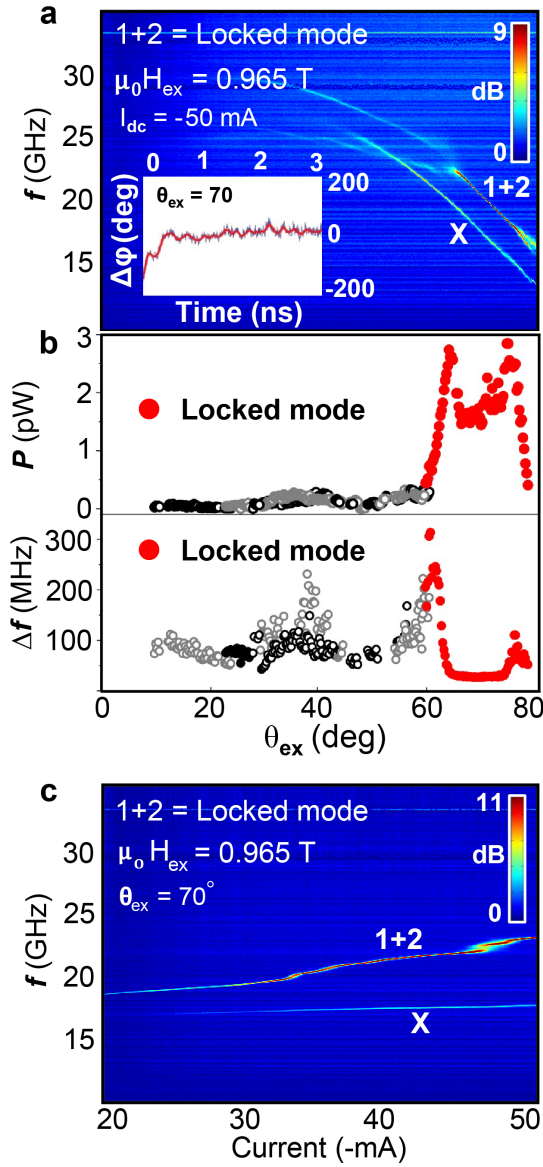 a
1+2 = Locked mode
μ₀Hex = 0.965 T
Idc = -50 mA
9
dB
0
30
25
20
15
f (GHz)
0 1 2 3
θex = 70
200
0
-200
Δφ (deg)
Time (ns)
1+2
X
b
3
2
1
0
P (pW)
Locked mode
Locked mode
300
200
100
Δf (MHz)
0 20 40 60 80
θex (deg)
c
1+2 = Locked mode
μo Hex = 0.965 T
θex = 70°
11
dB
0
30
25
20
15
f (GHz)
1+2
X
20 30 40 50
Current (-mA)